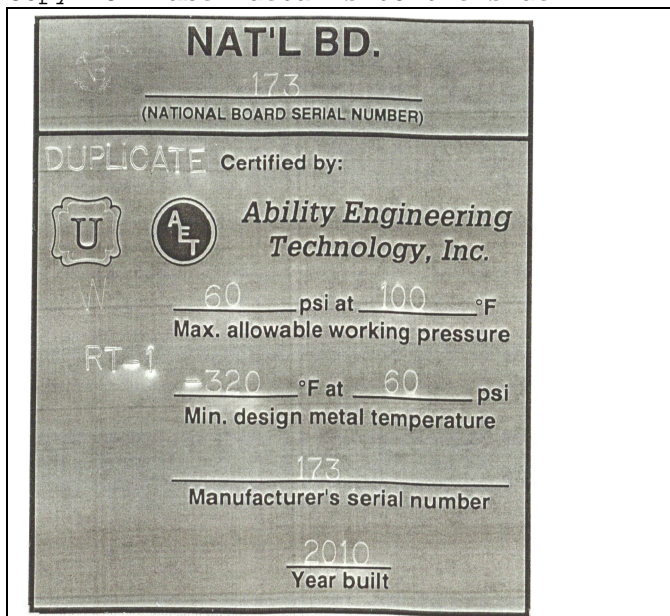 NAT'L BD.
173
(NATIONAL BOARD SERIAL NUMBER)
DUPLICATE Certified by:
U AET Ability Engineering
Technology, Inc.
W 60 psi at 100 °F
Max. allowable working pressure
RT-1
-320 °F at 60 psi
Min. design metal temperature
173
Manufacturer's serial number
2010
Year built